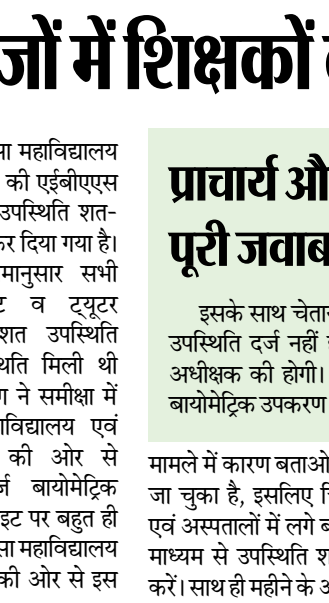 जों में शिक्षकों
सा महाविद्यालय
की एईबीएएस
उपस्थिति शत-
कर दिया गया है।
यमानुसार सभी
ट व ट्यूटर
शत उपस्थिति
थिति मिली थी
ग ने समीक्षा में
ाविद्यालय एवं
की ओर से
र्ज बायोमेट्रिक
इट पर बहुत ही
सा महाविद्यालय
की ओर से इस
प्राचार्य औ
पूरी जवाब
इसके साथ चेता
उपस्थिति दर्ज नहीं
अधीक्षक की होगी।
बायोमेट्रिक उपकरण
मामले में कारण बताओ
जा चुका है, इसलिए
एवं अस्पतालों में लगे ब
माध्यम से उपस्थिति श
करें। साथ ही महीने के अ